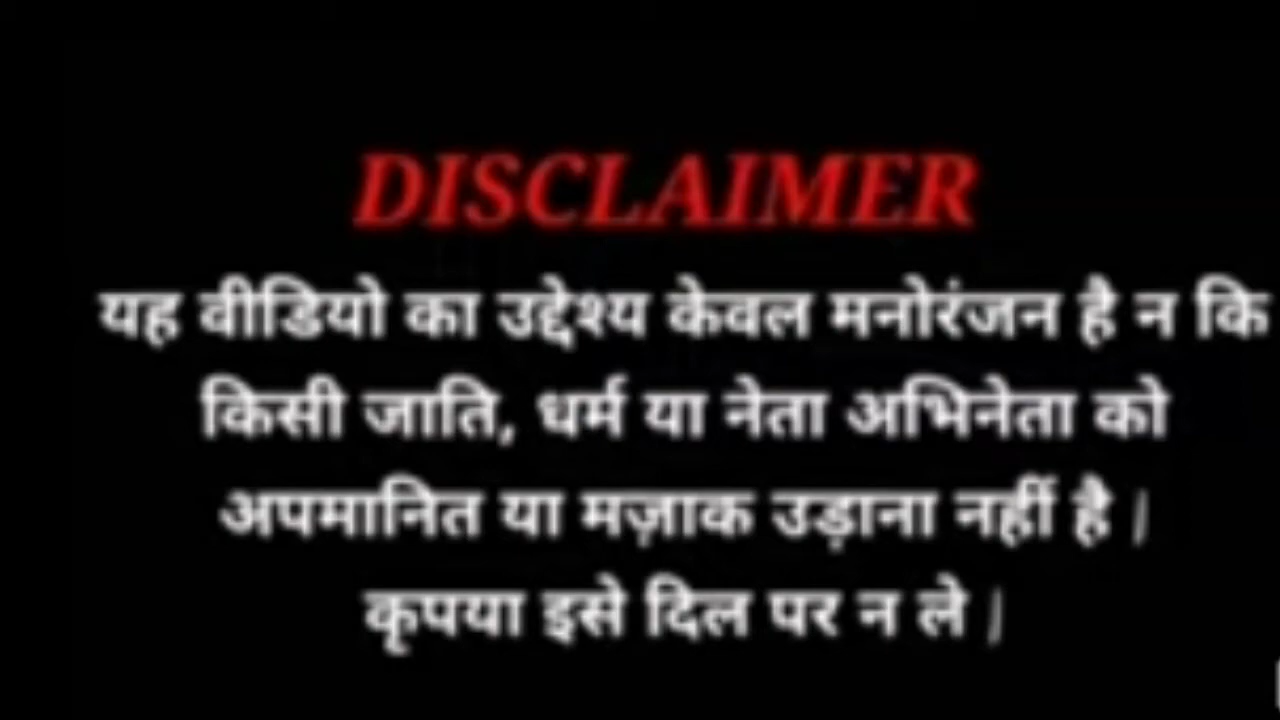 DISCLAIMER
यह वीडियो का उद्देश्य केवल मनोरंजन है न कि
किसी जाति, धर्म या नेता अभिनेता को
अपमानित या मज़ाक उड़ाना नहीं है |
कृपया इसे दिल पर न ले |